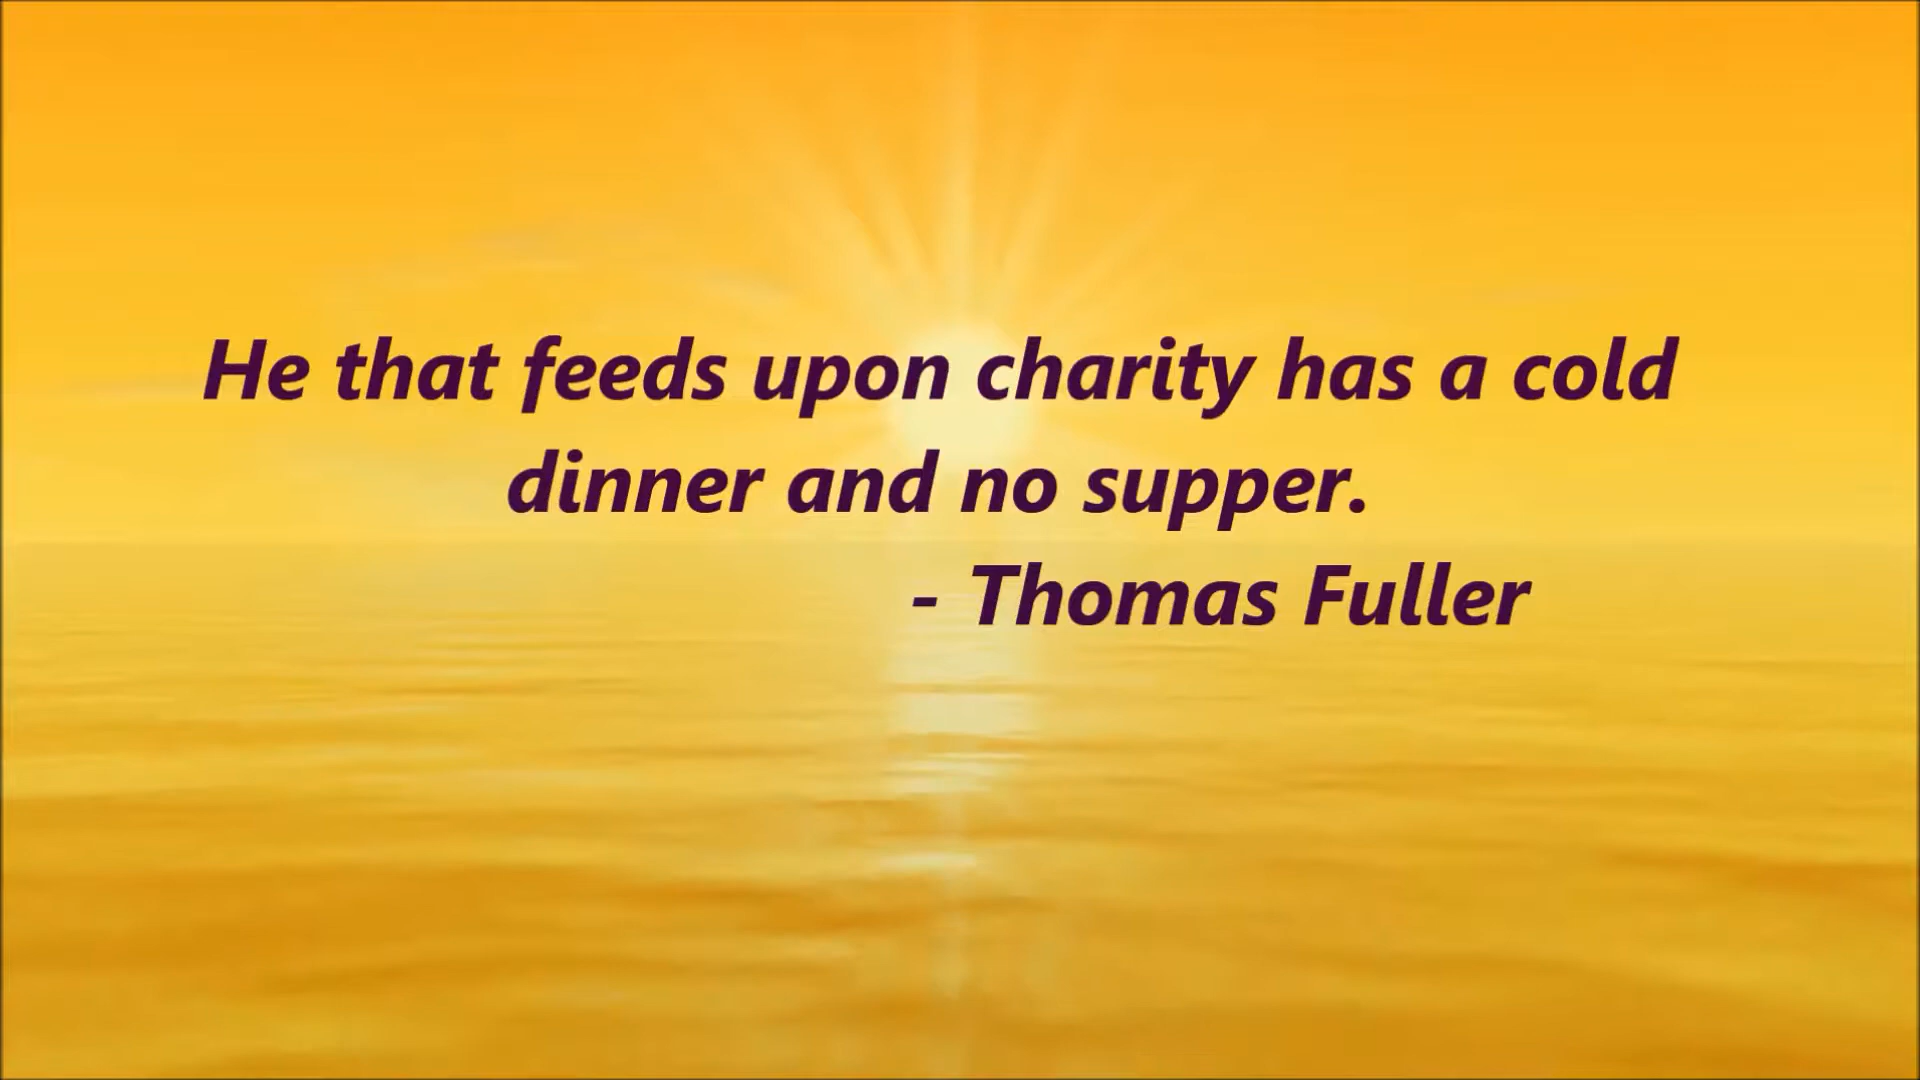 He that feeds upon charity has a cold
dinner and no supper.
- Thomas Fuller